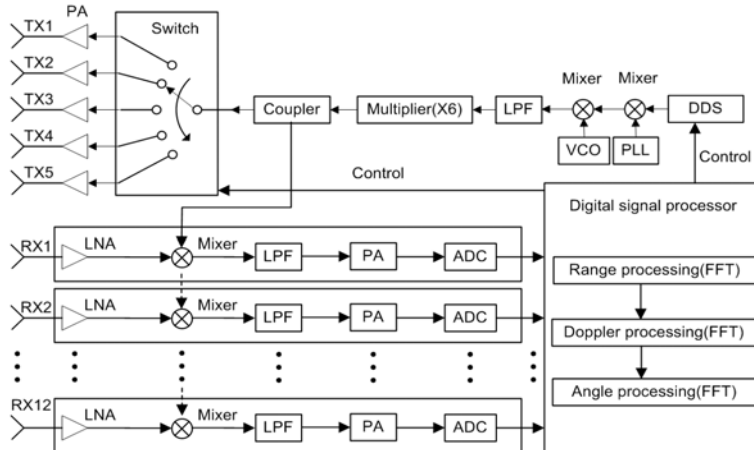 PA
TX1
TX2
TX3
TX4
TX5
Switch
Coupler
Multiplier(X6)
LPF
Mixer
Mixer
DDS
VCO
PLL
Control
Control
Digital signal processor
Range processing(FFT)
Doppler processing(FFT)
Angle processing(FFT)
RX1
LNA
Mixer
LPF
PA
ADC
RX2
LNA
Mixer
LPF
PA
ADC
RX12
LNA
Mixer
LPF
PA
ADC